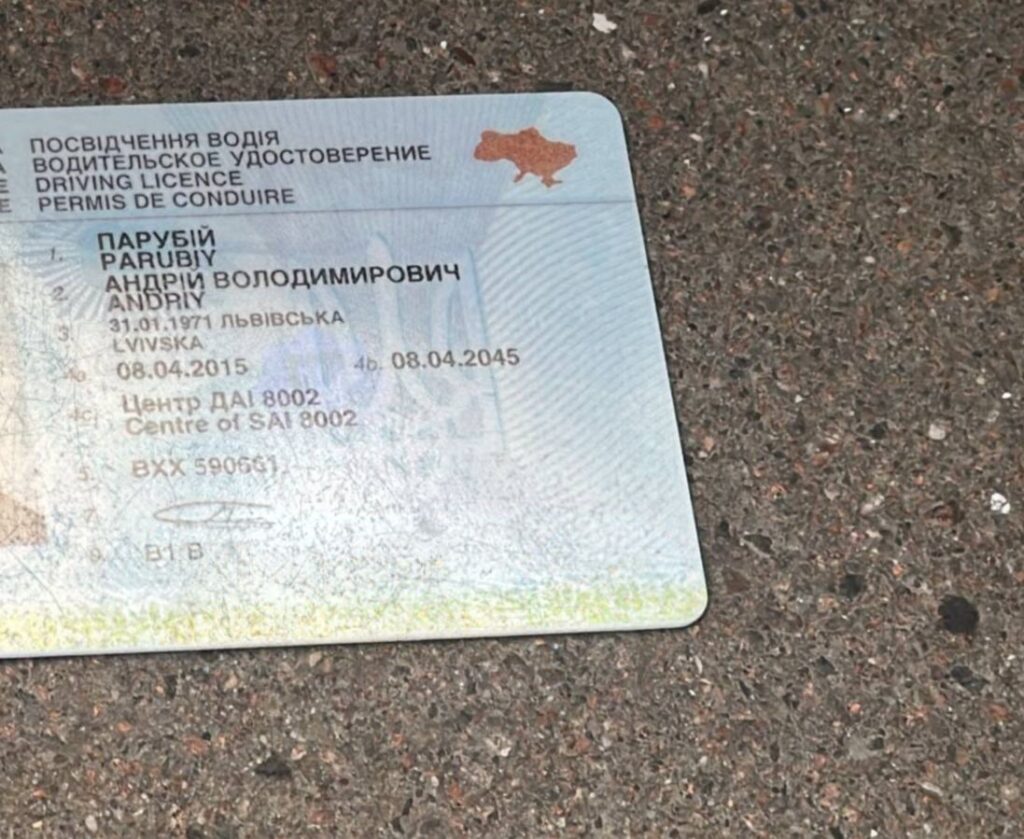 ПОСВІДЧЕННЯ ВОДІЯ
ВОДИТЕЛЬСКОЕ УДОСТОВЕРЕНИЕ
DRIVING LICENCE
PERMIS DE CONDUIRE
1. ПАРУБІЙ
PARUBIY
2. АНДРІЙ ВОЛОДИМИРОВИЧ
ANDRIY
3. 31.01.1971 ЛЬВІВСЬКА
LVIVSKA
4a. 08.04.2015 4b. 08.04.2045
4c. Центр ДАІ 8002
Centre of SAI 8002
5. BXX 590661
7.
9. B1 B